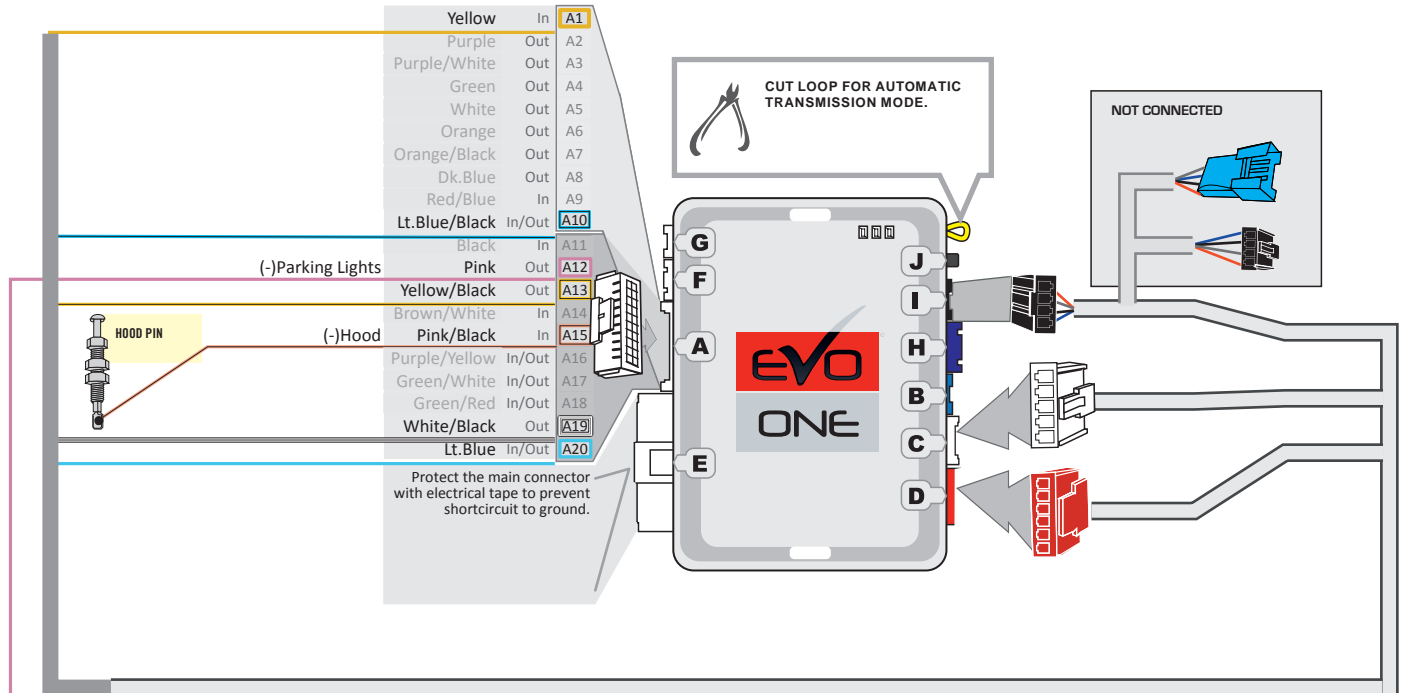 Yellow In A1
Purple Out A2
Purple/White Out A3
Green Out A4
White Out A5
Orange Out A6
Orange/Black Out A7
Dk.Blue Out A8
Red/Blue In A9
Lt.Blue/Black In/Out A10
Black In A11
(-)Parking Lights Pink Out A12
Yellow/Black Out A13
Brown/White In A14
(-)Hood Pink/Black In A15
Purple/Yellow In/Out A16
Green/White In/Out A17
Green/Red In/Out A18
White/Black Out A19
Lt.Blue In/Out A20
HOOD PIN
Protect the main connector
with electrical tape to prevent
shortcircuit to ground.
CUT LOOP FOR AUTOMATIC
TRANSMISSION MODE.
NOT CONNECTED
G
F
A
E
J
I
H
B
C
D
EVO
ONE